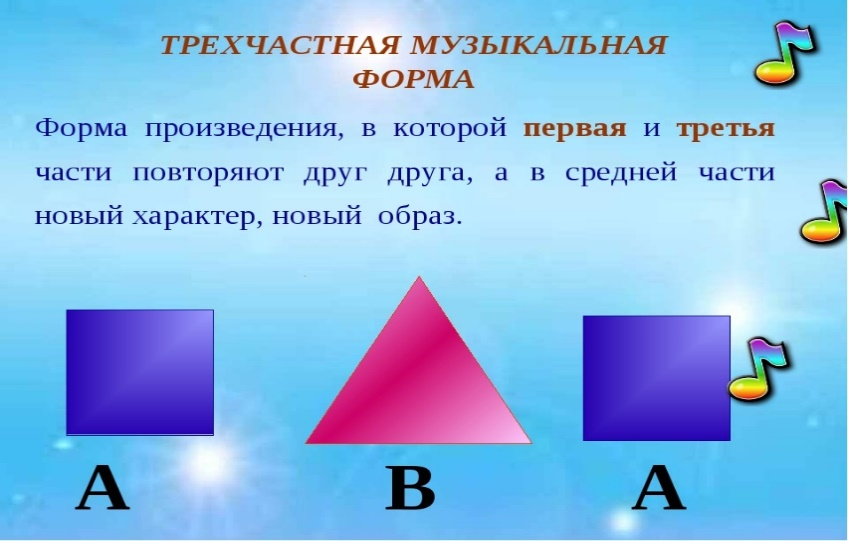 ТРЕХЧАСТНАЯ МУЗЫКАЛЬНАЯ
ФОРМА
Форма произведения, в которой первая и третья
части повторяют друг друга, а в средней части
новый характер, новый образ.
А В А